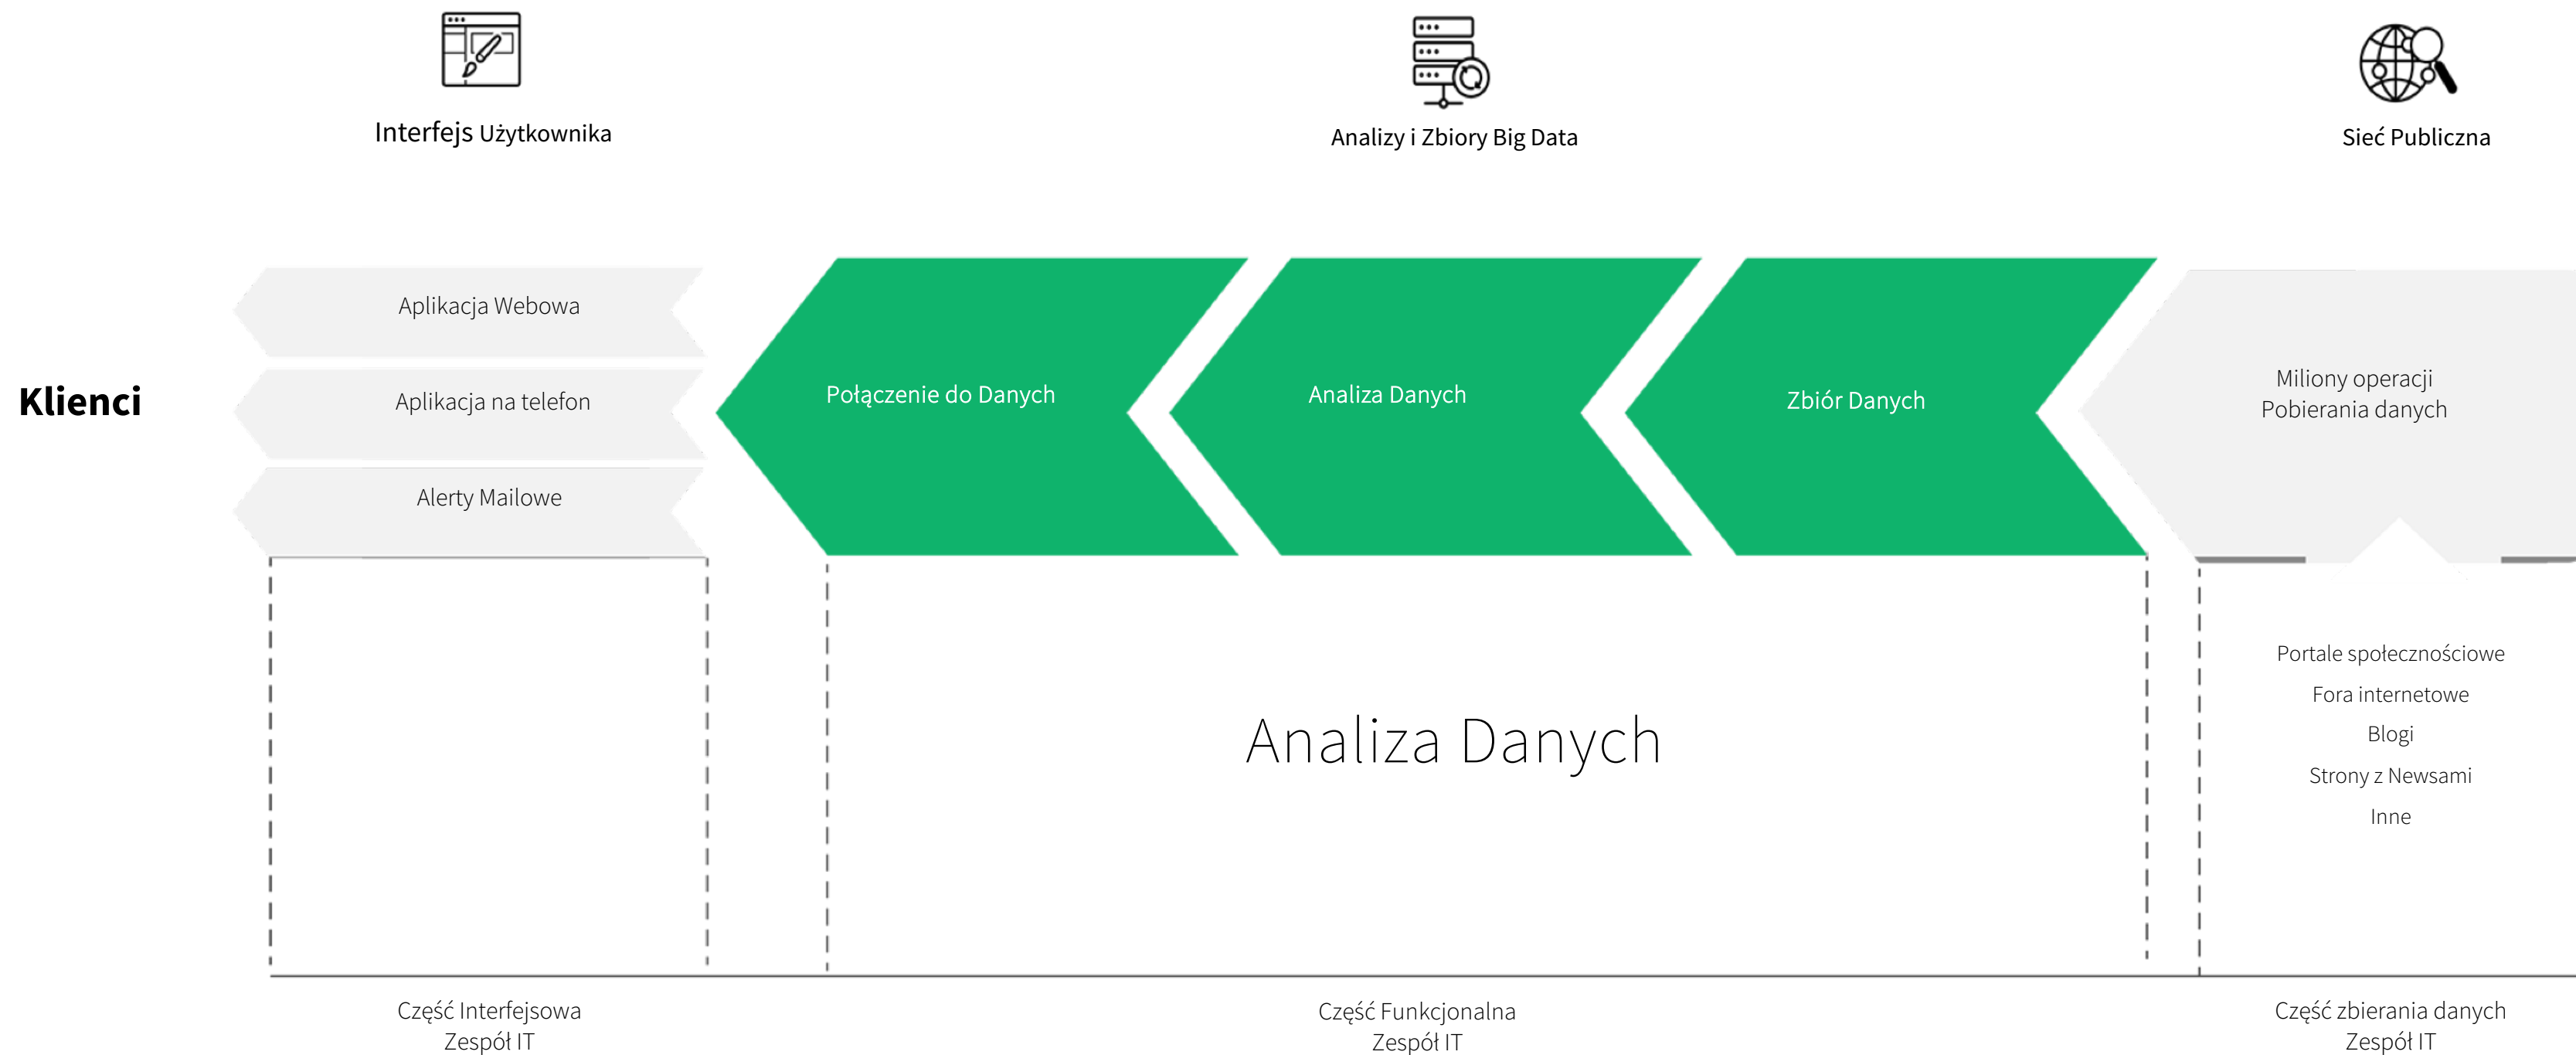 Interfejs Użytkownika
Analizy i Zbiory Big Data
Sieć Publiczna
Klienci
Aplikacja Webowa
Aplikacja na telefon
Alerty Mailowe
Połączenie do Danych
Analiza Danych
Zbiór Danych
Miliony operacji
Pobierania danych
Analiza Danych
Portale społecznościowe
Fora internetowe
Blogi
Strony z Newsami
Inne
Część Interfejsowa
Zespół IT
Część Funkcjonalna
Zespół IT
Część zbierania danych
Zespół IT